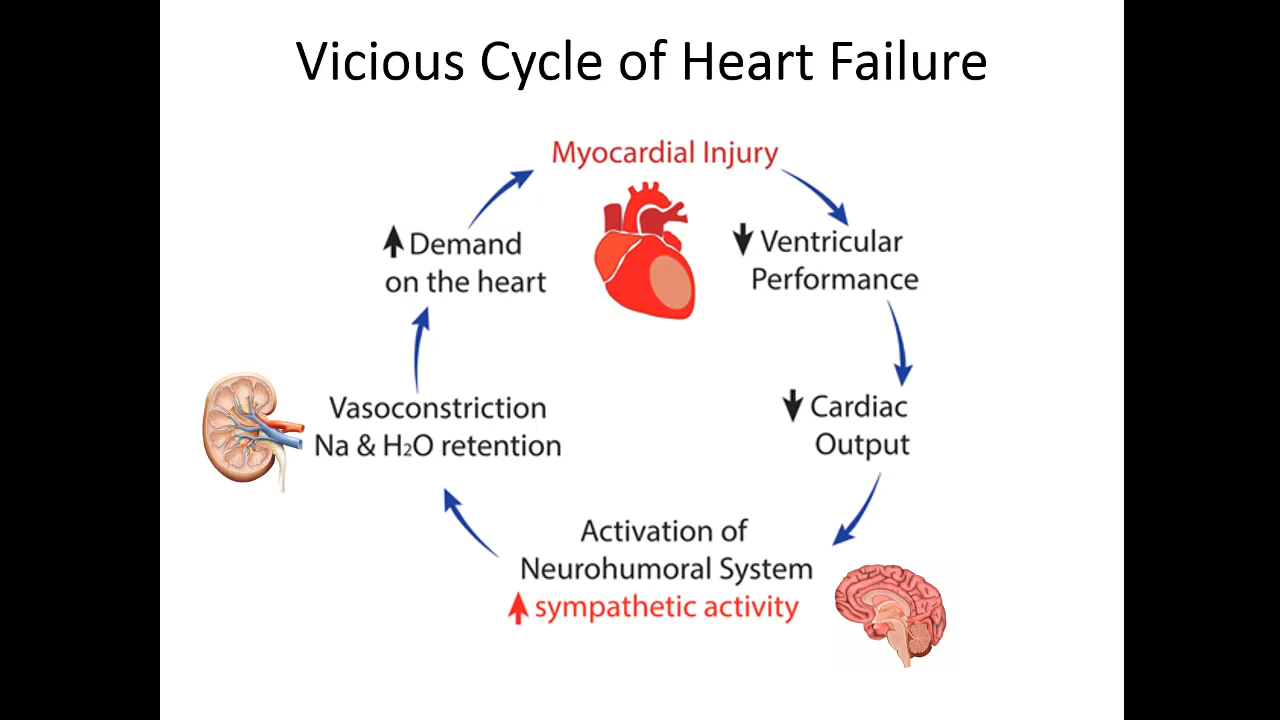 Vicious Cycle of Heart Failure
Myocardial Injury
Ventricular
Performance
Cardiac
Output
Activation of
Neurohumoral System
sympathetic activity
Vasoconstriction
Na & H₂O retention
Demand
on the heart